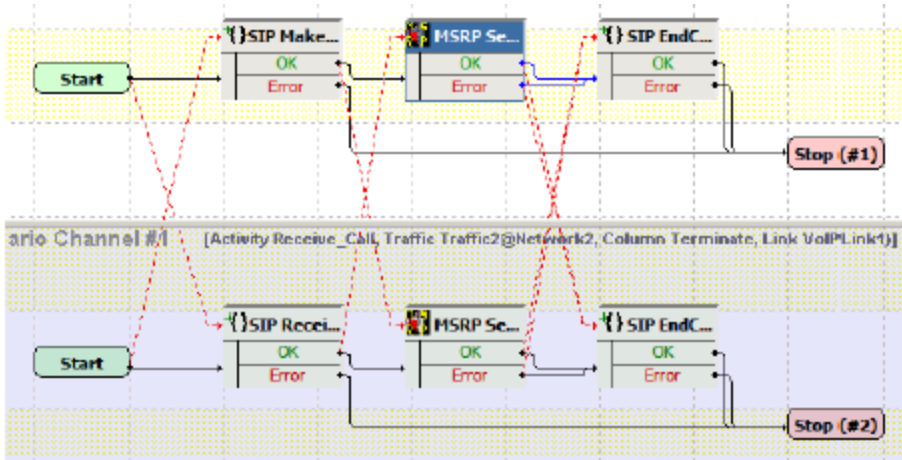 {}SIP Make... MSRP Se... {} SIP EndC...
OK OK OK
Start
Error Error Error
Stop (#1)
ario Channel #1 [Activity Receive_Call, Traffic Traffic2@Network2, Column Terminate, Link VoIPLink1)]
{}SIP Recei... MSRP Se... {} SIP EndC...
OK OK OK
Start
Error Error Error
Stop (#2)